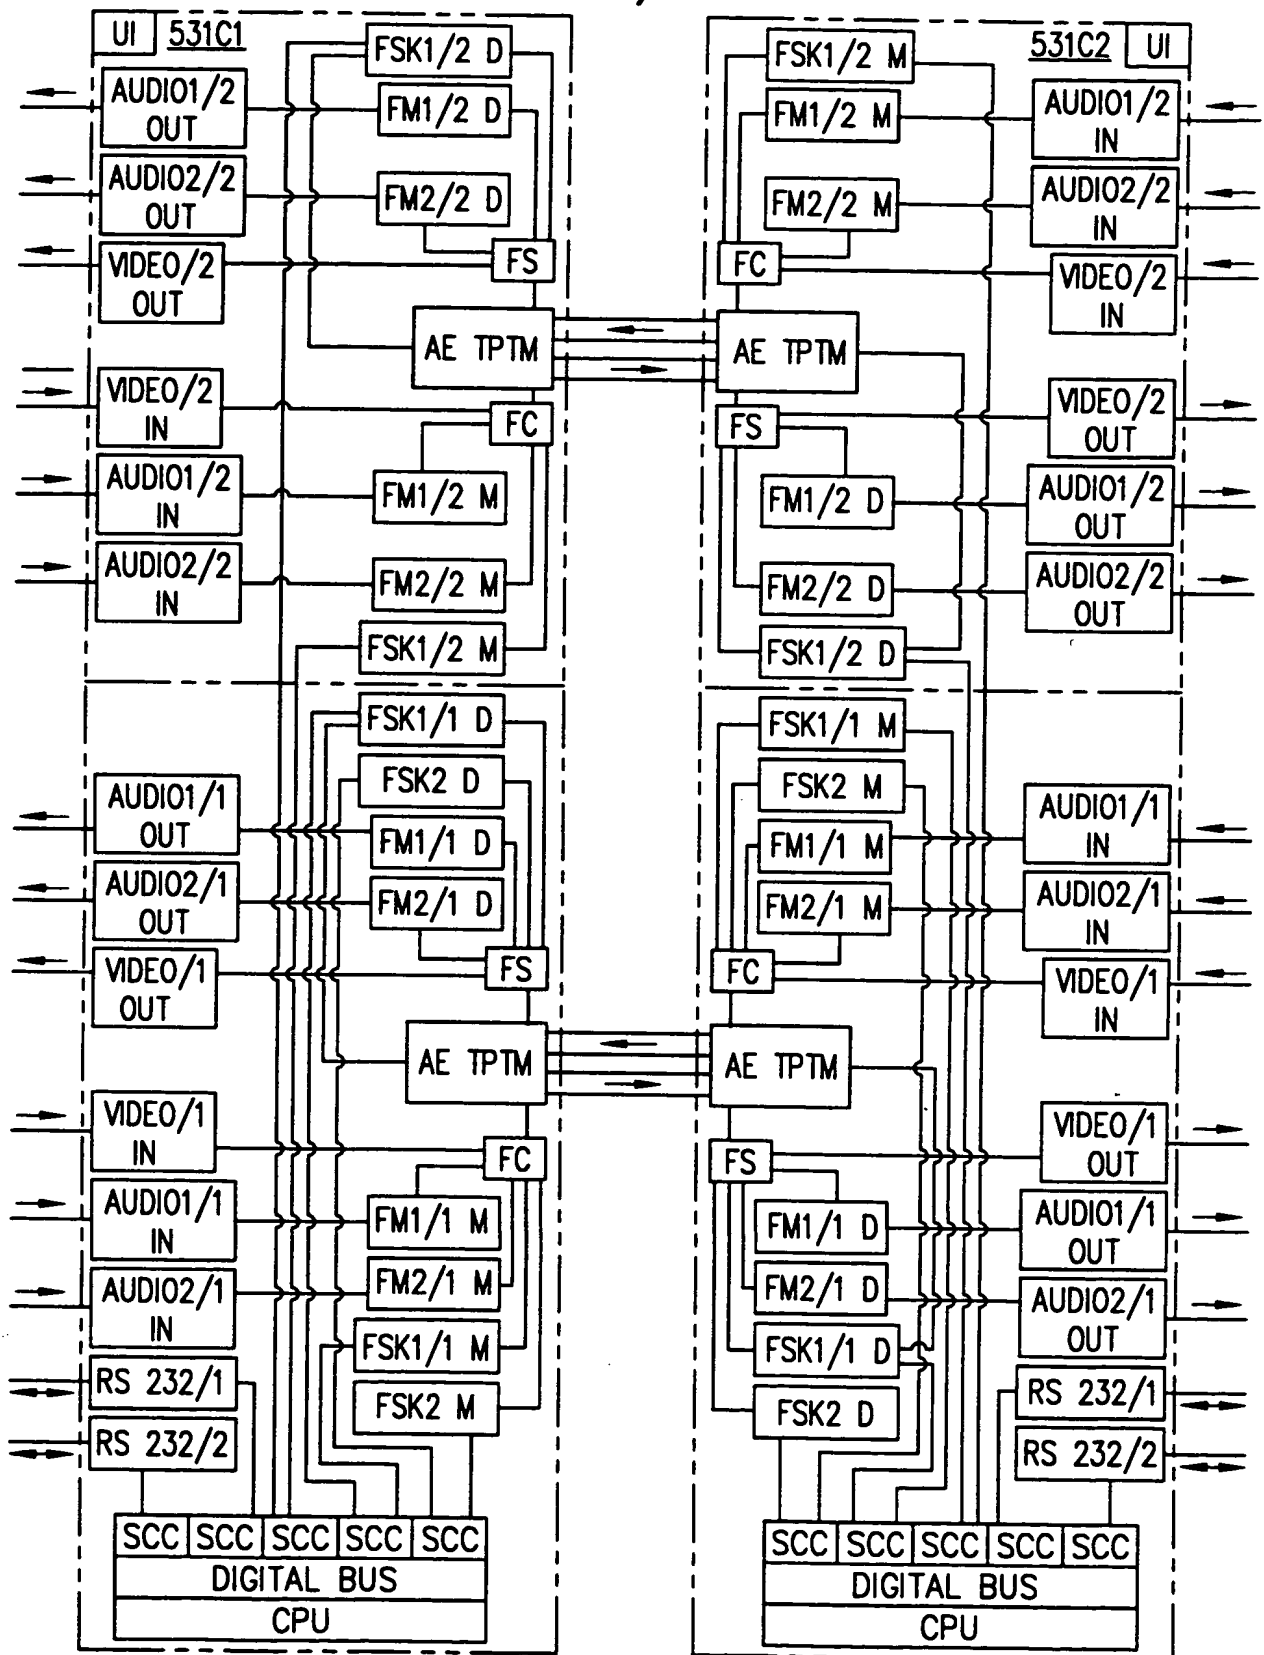 UI 531C1
FSK1/2 D
AUDIO1/2
OUT
FM1/2 D
AUDIO2/2
OUT
FM2/2 D
VIDEO/2
OUT
FS
AE TPTM
VIDEO/2
IN
FC
AUDIO1/2
IN
FM1/2 M
AUDIO2/2
IN
FM2/2 M
FSK1/2 M
FSK1/1 D
FSK2 D
AUDIO1/1
OUT
FM1/1 D
AUDIO2/1
OUT
FM2/1 D
VIDEO/1
OUT
FS
AE TPTM
VIDEO/1
IN
FC
AUDIO1/1
IN
FM1/1 M
AUDIO2/1
IN
FM2/1 M
FSK1/1 M
RS 232/1
FSK2 M
RS 232/2
SCC SCC SCC SCC SCC
DIGITAL BUS
CPU
531C2 UI
FSK1/2 M
FM1/2 M
AUDIO1/2
IN
FM2/2 M
AUDIO2/2
IN
FC
VIDEO/2
IN
AE TPTM
FS
VIDEO/2
OUT
FM1/2 D
AUDIO1/2
OUT
FM2/2 D
AUDIO2/2
OUT
FSK1/2 D
FSK1/1 M
FSK2 M
FM1/1 M
AUDIO1/1
IN
FM2/1 M
AUDIO2/1
IN
FC
VIDEO/1
IN
AE TPTM
FS
VIDEO/1
OUT
FM1/1 D
AUDIO1/1
OUT
FM2/1 D
AUDIO2/1
OUT
FSK1/1 D
RS 232/1
FSK2 D
RS 232/2
SCC SCC SCC SCC SCC
DIGITAL BUS
CPU